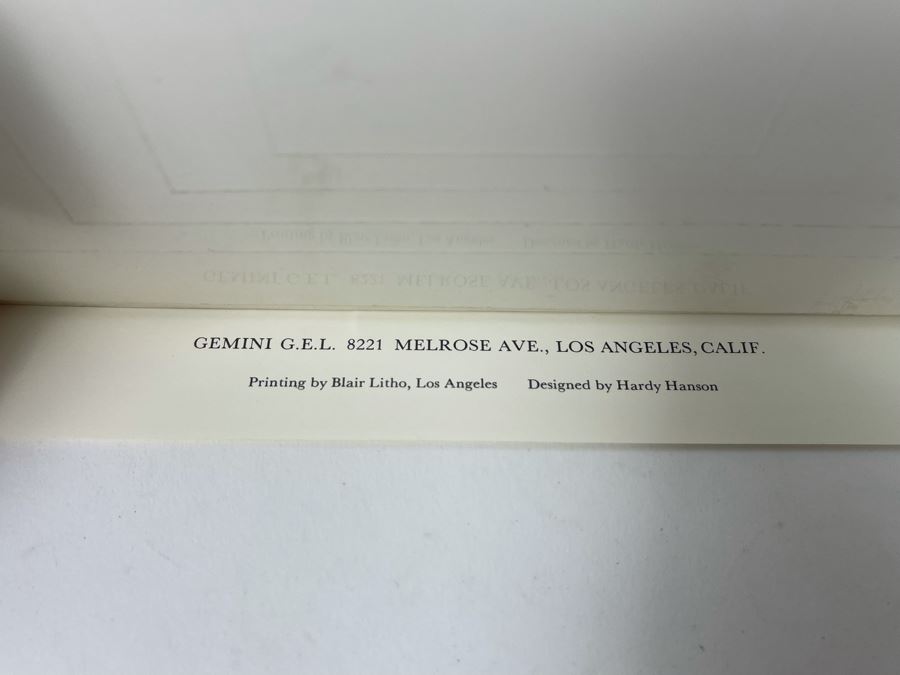 GEMINI G.E.L. 8221 MELROSE AVE., LOS ANGELES, CALIF.
Printing by Blair Litho, Los Angeles Designed by Hardy Hanson